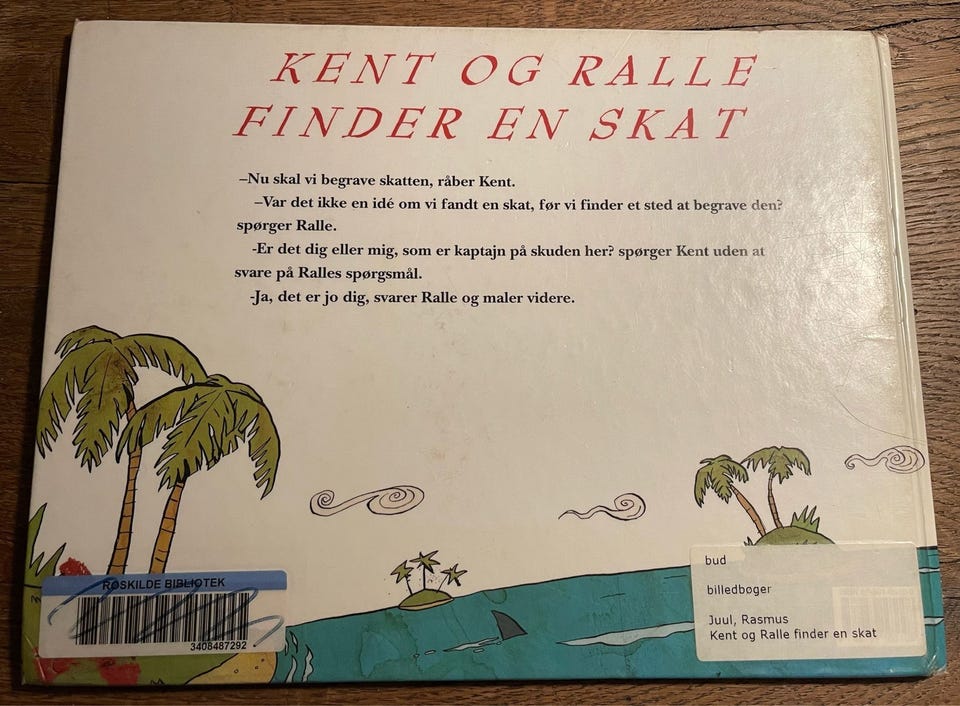 KENT OG RALLE
FINDER EN SKAT
–Nu skal vi begrave skatten, råber Kent.
–Var det ikke en idé om vi fandt en skat, før vi finder et sted at begrave den?
spørger Ralle.
-Er det dig eller mig, som er kaptajn på skuden her? spørger Kent uden at
svare på Ralles spørgsmål.
-Ja, det er jo dig, svarer Ralle og maler videre.
ROSKILDE BIBLIOTEK
3408487292
bud
billedbøger
Juul, Rasmus
Kent og Ralle finder en skat